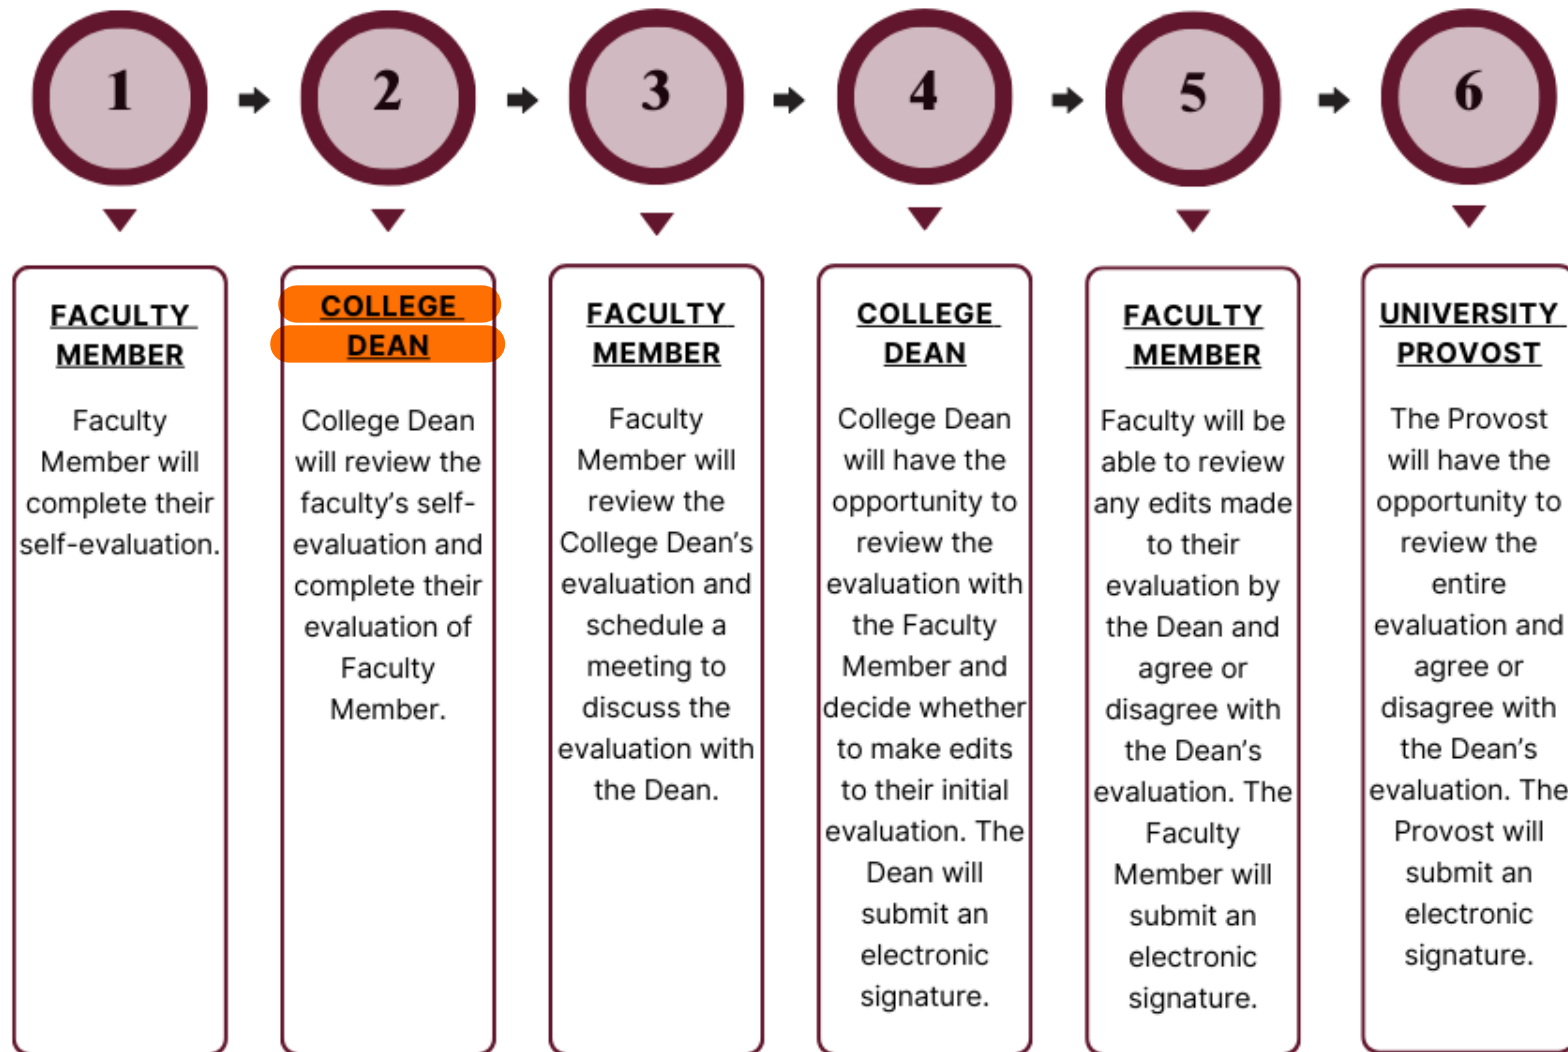 1
2
3
4
5
6
FACULTY
MEMBER
Faculty
Member will
complete their
self-evaluation.
COLLEGE
DEAN
College Dean
will review the
faculty's self-
evaluation and
complete their
evaluation of
Faculty
Member.
FACULTY
MEMBER
Faculty
Member will
review the
College Dean's
evaluation and
schedule a
meeting to
discuss the
evaluation with
the Dean.
COLLEGE
DEAN
College Dean
will have the
opportunity to
review the
evaluation with
the Faculty
Member and
decide whether
to make edits
to their initial
evaluation. The
Dean will
submit an
electronic
signature.
FACULTY
MEMBER
Faculty will be
able to review
any edits made
to their
evaluation by
the Dean and
agree or
disagree with
the Dean's
evaluation. The
Faculty
Member will
submit an
electronic
signature.
UNIVERSITY
PROVOST
The Provost
will have the
opportunity to
review the
entire
evaluation and
agree or
disagree with
the Dean's
evaluation. The
Provost will
submit an
electronic
signature.